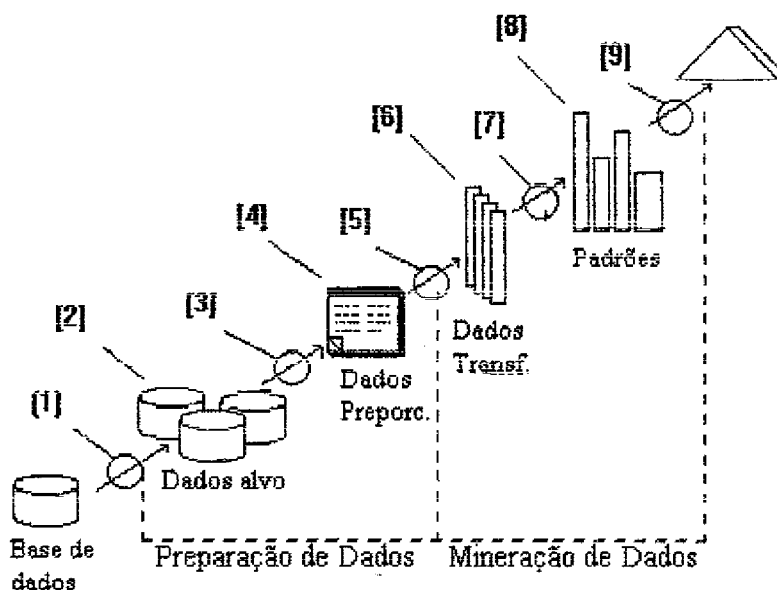 [8]
[9]
[6]
[7]
[4]
[5]
Padrões
[2]
[3]
Dados
Transf.
[1]
Dados
Preporc.
Dados alvo
Base de
dados
Preparação de Dados
Mineração de Dados